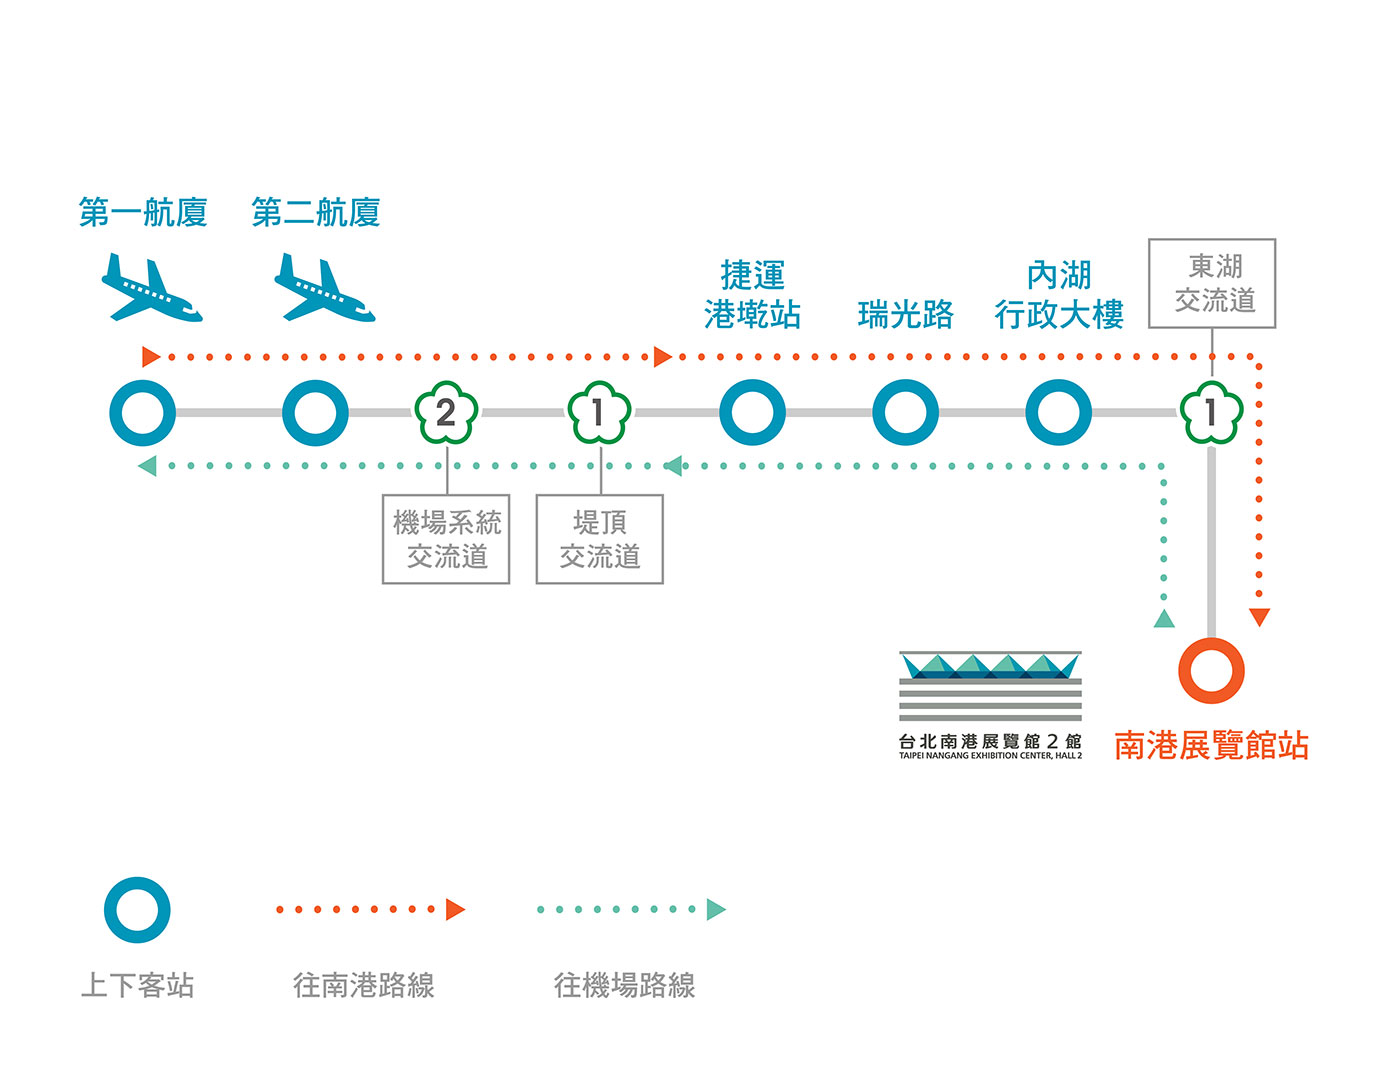 第一航廈
第二航廈
捷運
港墘站
瑞光路
內湖
行政大樓
東湖
交流道
2
1
1
機場系統
交流道
堤頂
交流道
台北南港展覽館2館
TAIPEI NANGANG EXHIBITION CENTER, HALL 2
南港展覽館站
上下客站
往南港路線
往機場路線